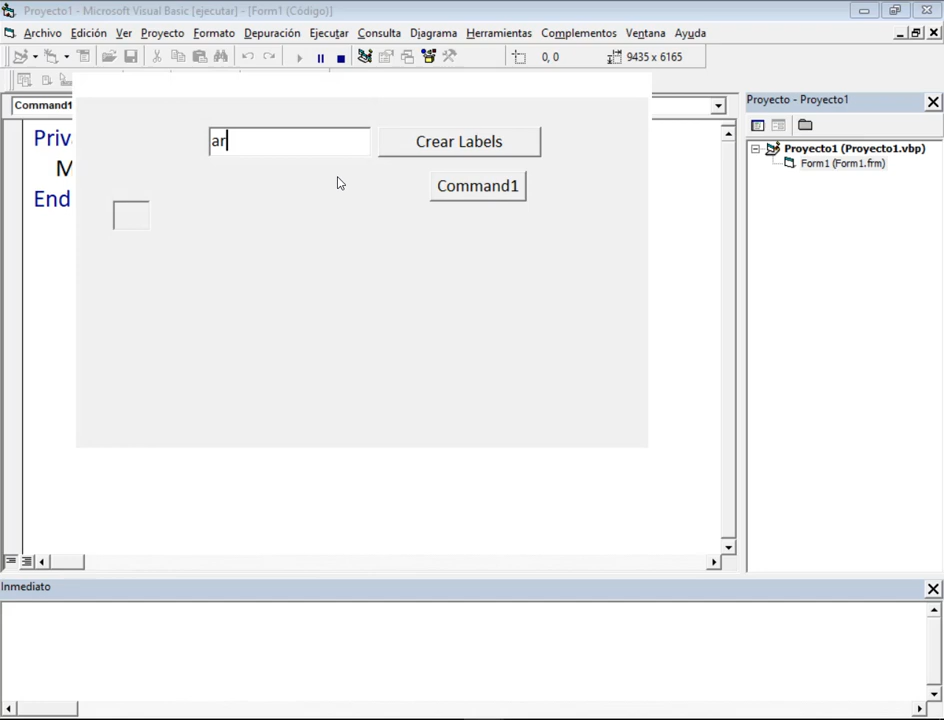 Proyecto1 - Microsoft Visual Basic [ejecutar] - [Form1 (Código)]
Archivo Edición Ver Proyecto Formato Depuración Ejecutar Consulta Diagrama Herramientas Complementos Ventana Ayuda
0, 0 9435 x 6165
Command1
Proyecto - Proyecto1
Priva
M
End
ar
Crear Labels
Command1
Proyecto1 (Proyecto1.vbp)
Form1 (Form1.frm)
Inmediato